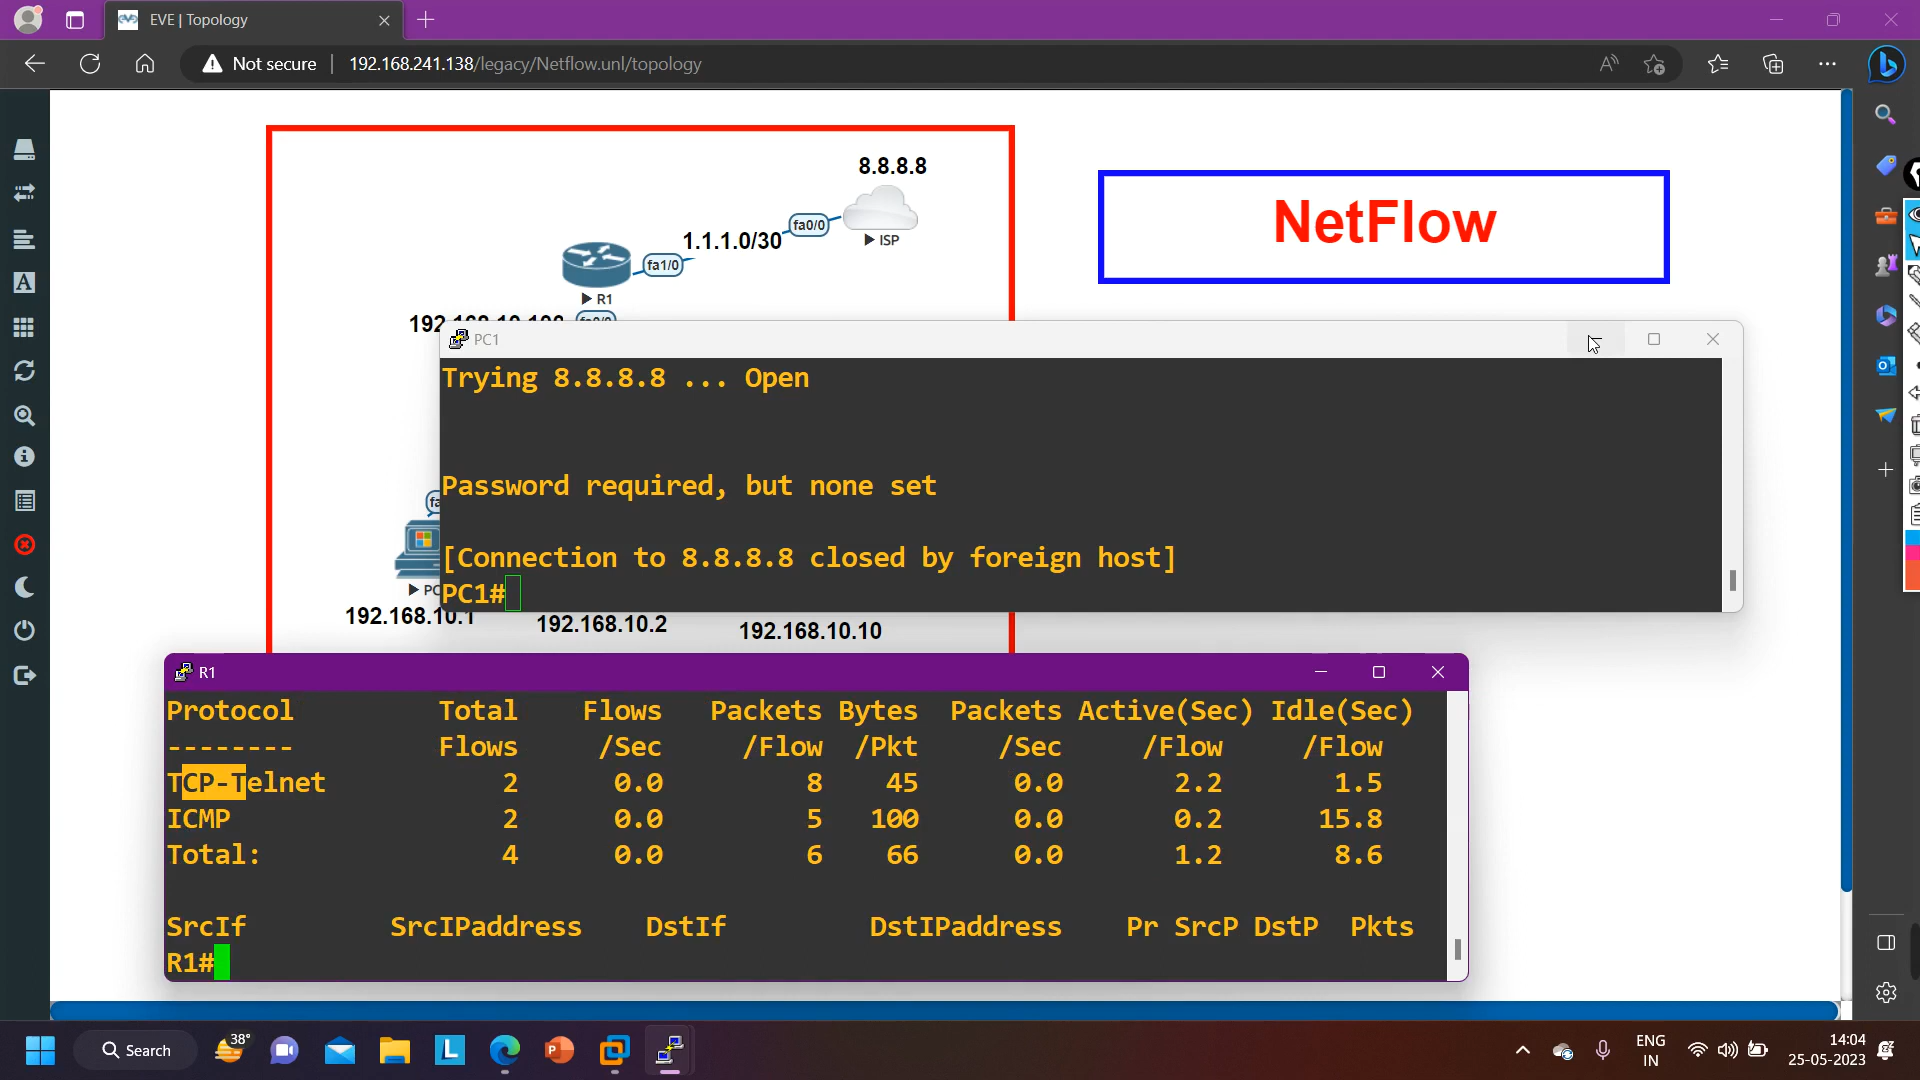 EVE | Topology
Not secure
192.168.241.138/legacy/Netflow.unl/topology
8.8.8.8
fa0/0
1.1.1.0/30
ISP
fa1/0
R1
NetFlow
PC1
Trying 8.8.8.8 ... Open
Password required, but none set
[Connection to 8.8.8.8 closed by foreign host]
PC1#
192.168.10.1
192.168.10.2
192.168.10.10
R1
Protocol Total Flows Packets Bytes Packets Active(Sec) Idle(Sec)
-------- Flows /Sec /Flow /Pkt /Sec /Flow /Flow
TCP-Telnet 2 0.0 8 45 0.0 2.2 1.5
ICMP 2 0.0 5 100 0.0 0.2 15.8
Total: 4 0.0 6 66 0.0 1.2 8.6
SrcIf SrcIPaddress DstIf DstIPaddress Pr SrcP DstP Pkts
R1#
Search
38°
ENG
IN
14:04
25-05-2023